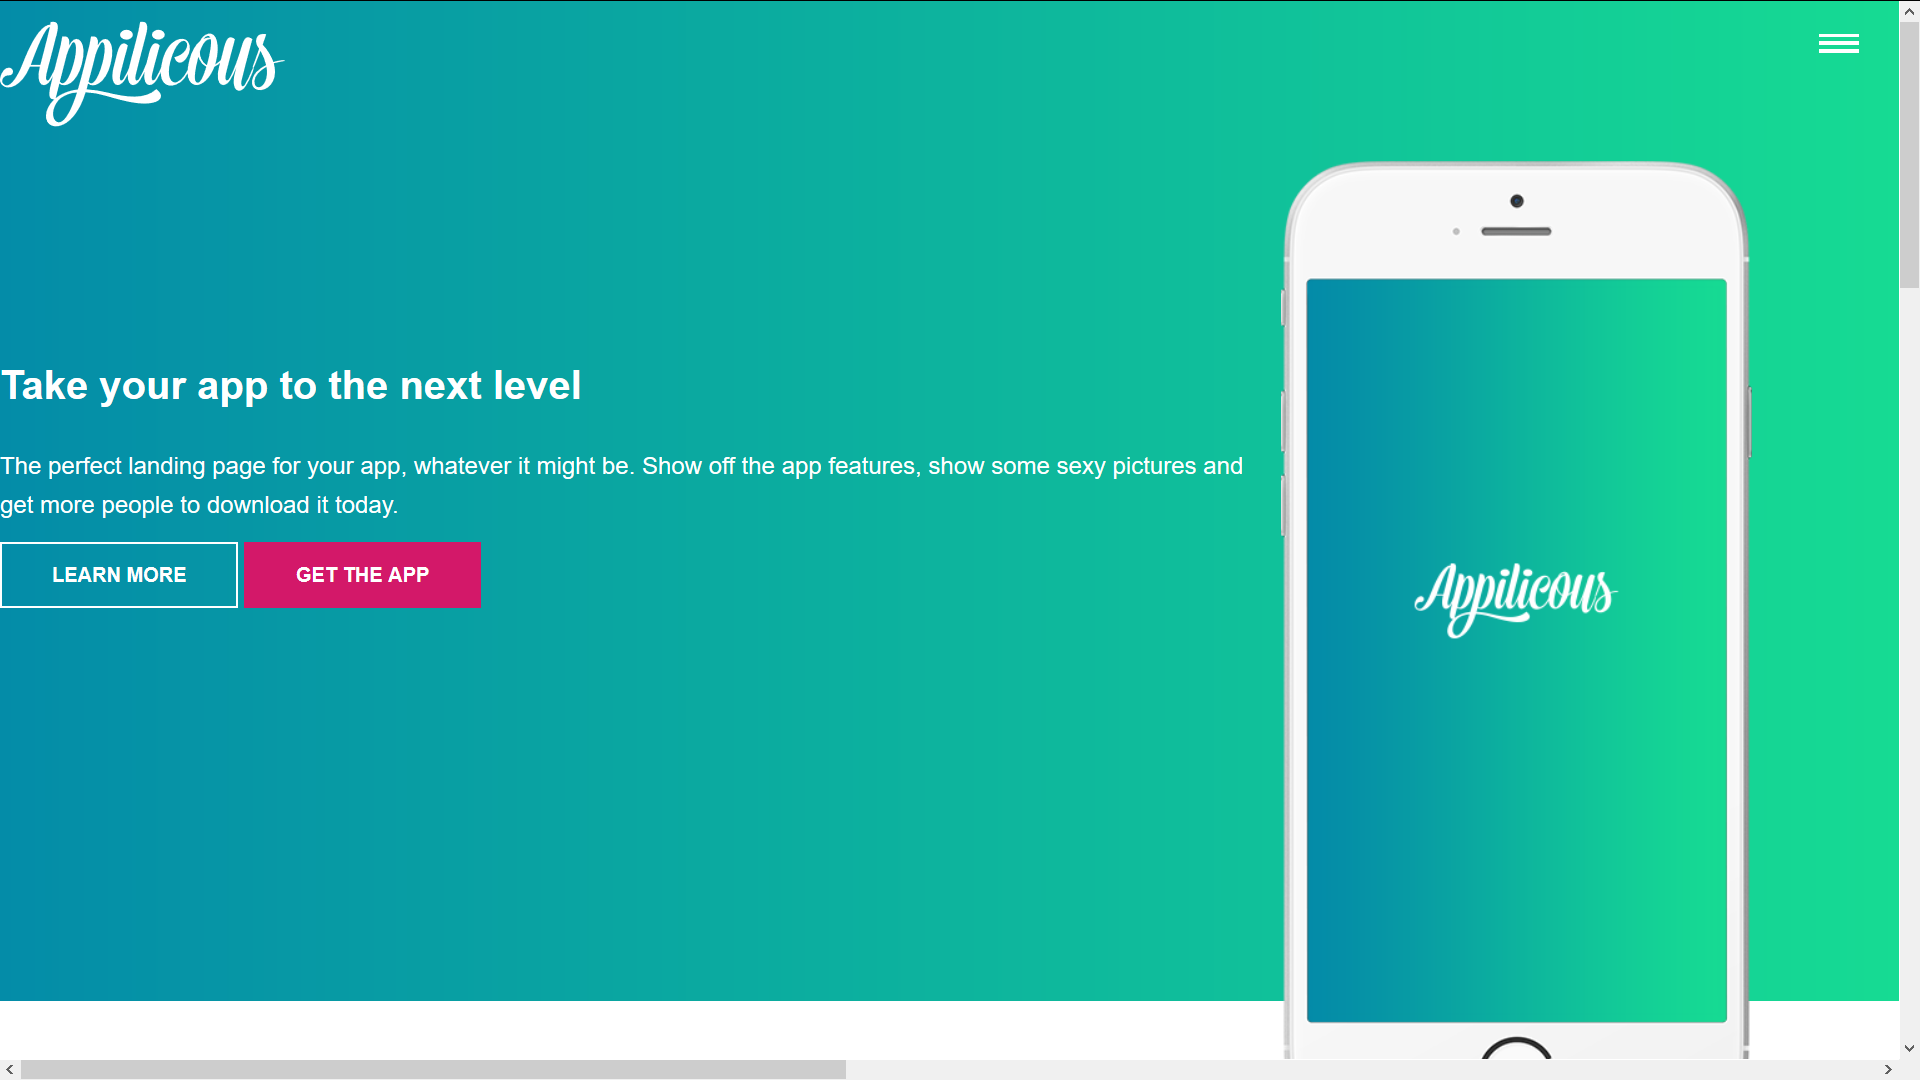 Appilicous
Take your app to the next level
The perfect landing page for your app, whatever it might be. Show off the app features, show some sexy pictures and
get more people to download it today.
LEARN MORE
GET THE APP
Appilicous